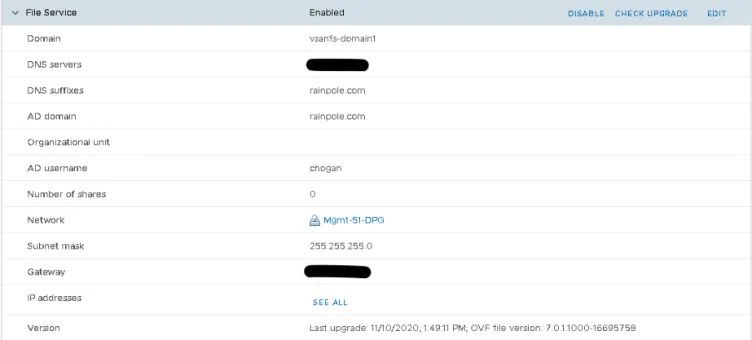 File Service Enabled DISABLE CHECK UPGRADE EDIT
Domain vsanfs-domain1
DNS servers
DNS suffixes rainpole.com
AD domain rainpole.com
Organizational unit
AD username chogan
Number of shares 0
Network Mgmt-51-DPG
Subnet mask 255.255.255.0
Gateway
IP addresses SEE ALL
Version Last upgrade: 11/10/2020, 1:49:11 PM; OVF file version: 7.0.1.1000-16695758